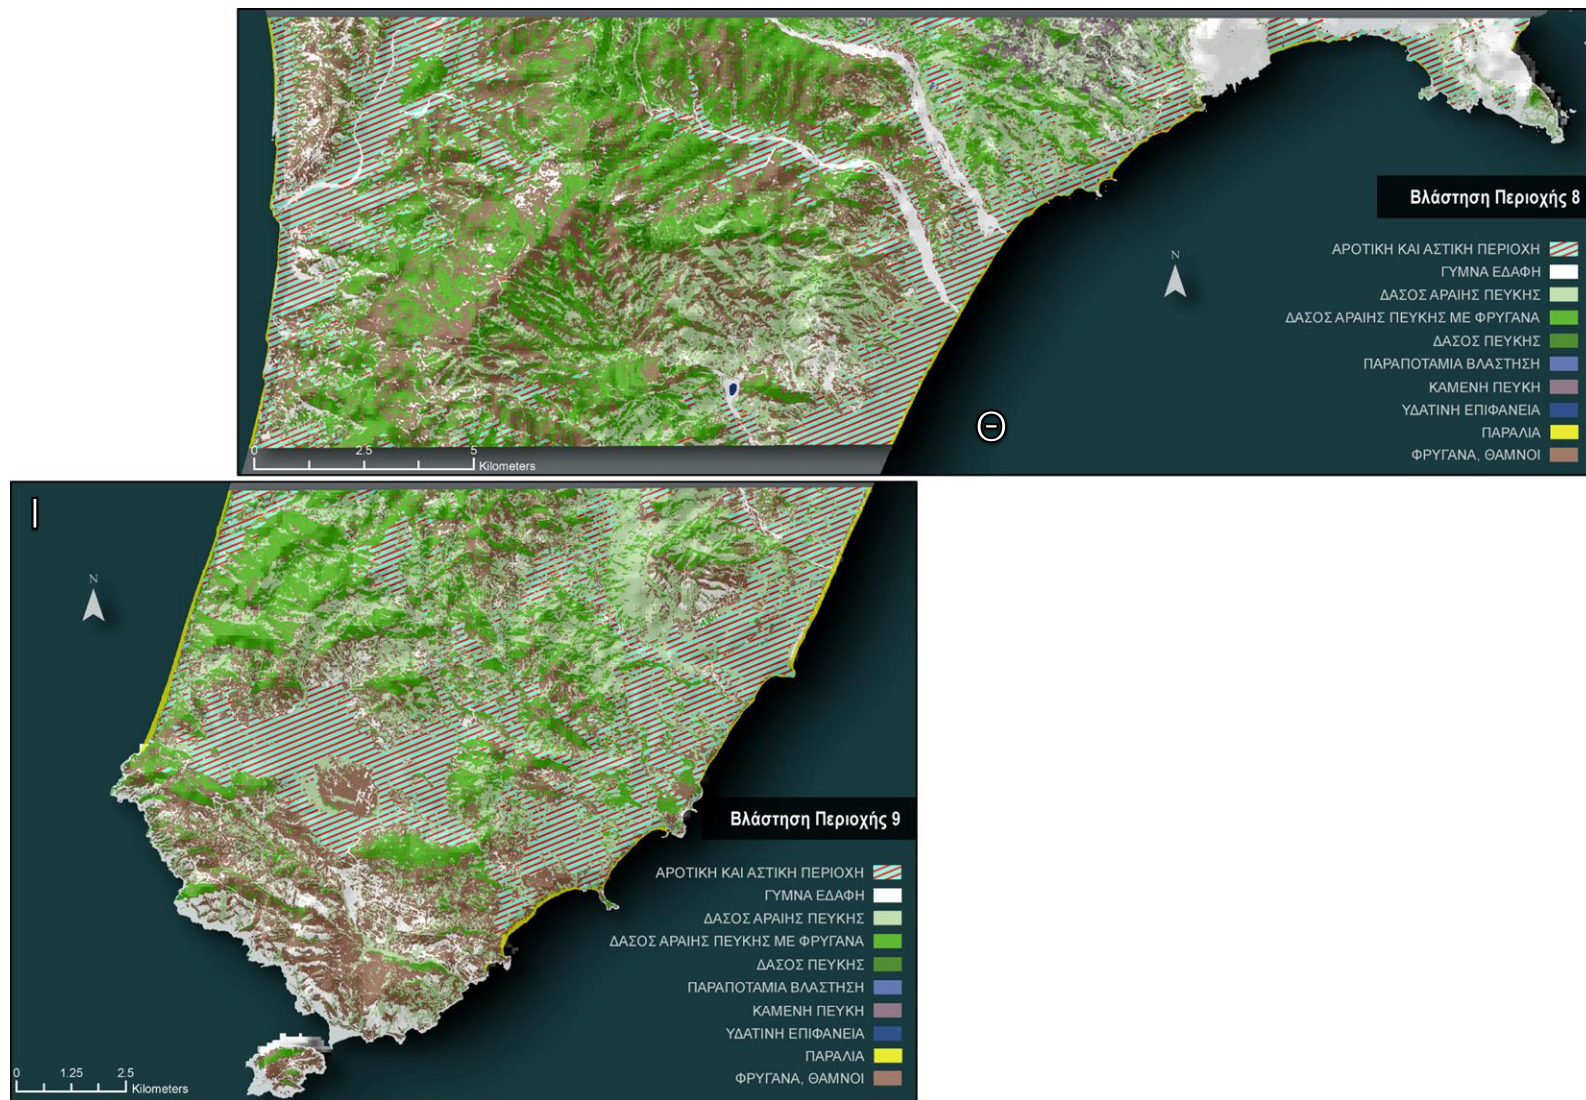 Βλάστηση Περιοχής 8
N
ΑΡΟΤΙΚΗ ΚΑΙ ΑΣΤΙΚΗ ΠΕΡΙΟΧΗ
ΓΥΜΝΑ ΕΔΑΦΗ
ΔΑΣΟΣ ΑΡΑΙΗΣ ΠΕΥΚΗΣ
ΔΑΣΟΣ ΑΡΑΙΗΣ ΠΕΥΚΗΣ ΜΕ ΦΡΥΓΑΝΑ
ΔΑΣΟΣ ΠΕΥΚΗΣ
ΠΑΡΑΠΟΤΑΜΙΑ ΒΛΑΣΤΗΣΗ
ΚΑΜΕΝΗ ΠΕΥΚΗ
ΥΔΑΤΙΝΗ ΕΠΙΦΑΝΕΙΑ
ΠΑΡΑΛΙΑ
ΦΡΥΓΑΝΑ, ΘΑΜΝΟΙ
Θ
0 2.5 5
Kilometers
Ι
N
Βλάστηση Περιοχής 9
ΑΡΟΤΙΚΗ ΚΑΙ ΑΣΤΙΚΗ ΠΕΡΙΟΧΗ
ΓΥΜΝΑ ΕΔΑΦΗ
ΔΑΣΟΣ ΑΡΑΙΗΣ ΠΕΥΚΗΣ
ΔΑΣΟΣ ΑΡΑΙΗΣ ΠΕΥΚΗΣ ΜΕ ΦΡΥΓΑΝΑ
ΔΑΣΟΣ ΠΕΥΚΗΣ
ΠΑΡΑΠΟΤΑΜΙΑ ΒΛΑΣΤΗΣΗ
ΚΑΜΕΝΗ ΠΕΥΚΗ
ΥΔΑΤΙΝΗ ΕΠΙΦΑΝΕΙΑ
ΠΑΡΑΛΙΑ
ΦΡΥΓΑΝΑ, ΘΑΜΝΟΙ
0 1.25 2.5
Kilometers